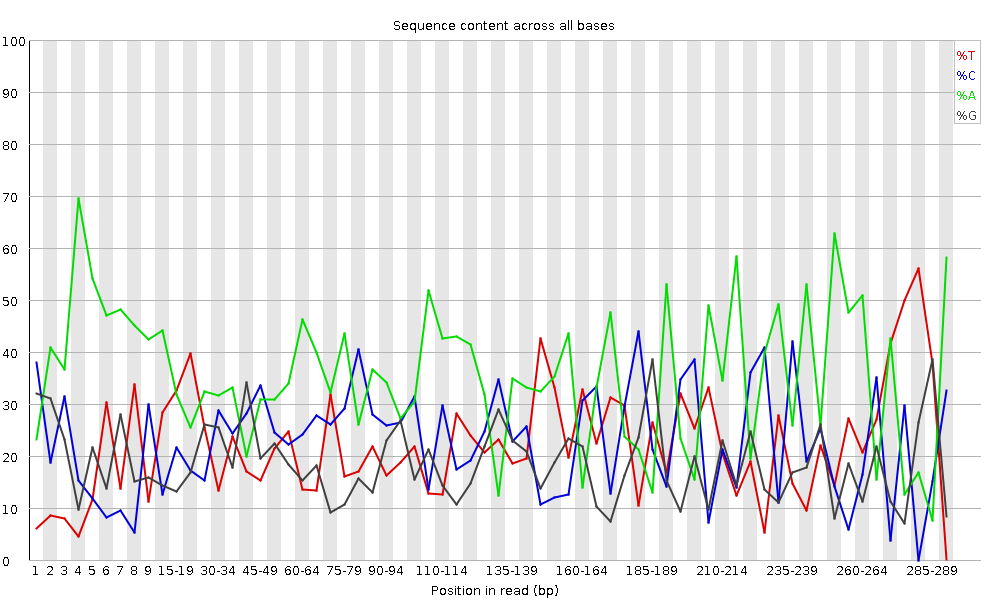 Sequence content across all bases
100
90
80
70
60
50
40
30
20
10
0
%T
%C
%A
%G
1 2 3 4 5 6 7 8 9 15-19 30-34 45-49 60-64 75-79 90-94 110-114 135-139 160-164 185-189 210-214 235-239 260-264 285-289
Position in read (bp)